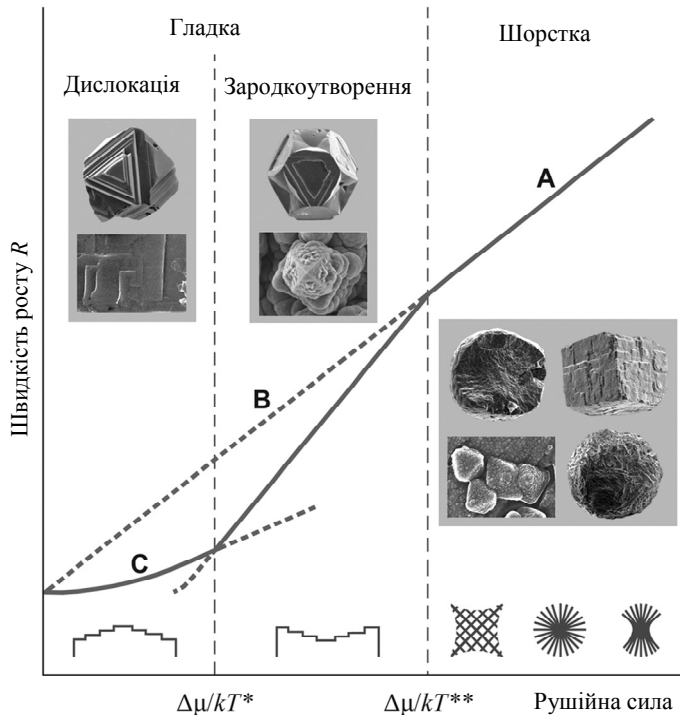 Гладка
Шорстка
Дислокація
Зародкоутворення
A
Швидкість росту R
B
C
Δμ/kT*
Δμ/kT**
Рушійна сила